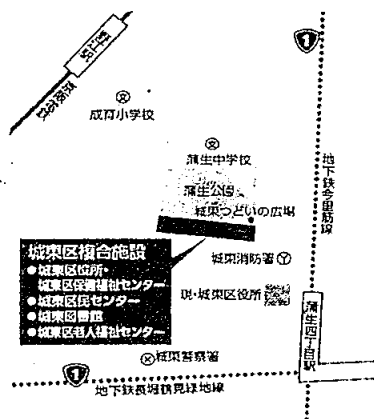 1
成育小学校
蒲生中学校
蒲生公園
城東つどいの広場
地下鉄今里筋線
城東区複合施設
●城東区役所・
城東区保健福祉センター
●城東区民センター
●城東図書館
●城東区老人福祉センター
城東消防署
現・城東区役所
蒲生四丁目駅
城東警察署
1
地下鉄長堀鶴見緑地線